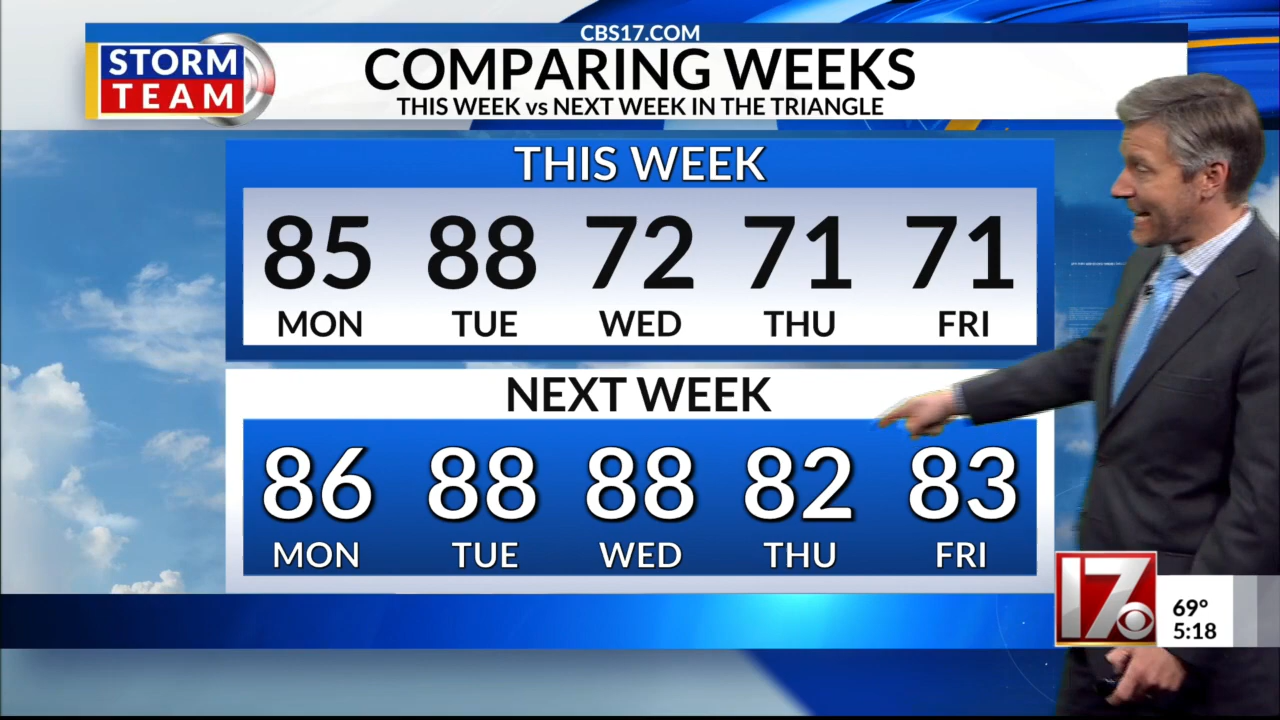 CBS17.COM
STORM
TEAM
COMPARING WEEKS
THIS WEEK vs NEXT WEEK IN THE TRIANGLE
THIS WEEK
85 88 72 71 71
MON TUE WED THU FRI
NEXT WEEK
86 88 88 82 83
MON TUE WED THU FRI
17
69°
5:18